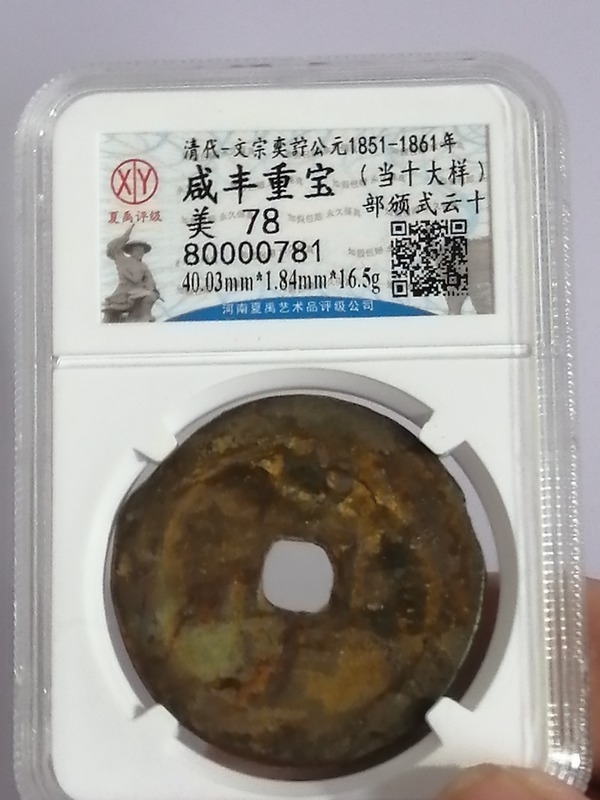 清代-文宗奕詝公元1851-1861年
咸丰重宝
(当十大样)
部颁式云十
美 78
80000781
40.03mm*1.84mm*16.5g
XY
夏禹评级
河南夏禹艺术品评级公司